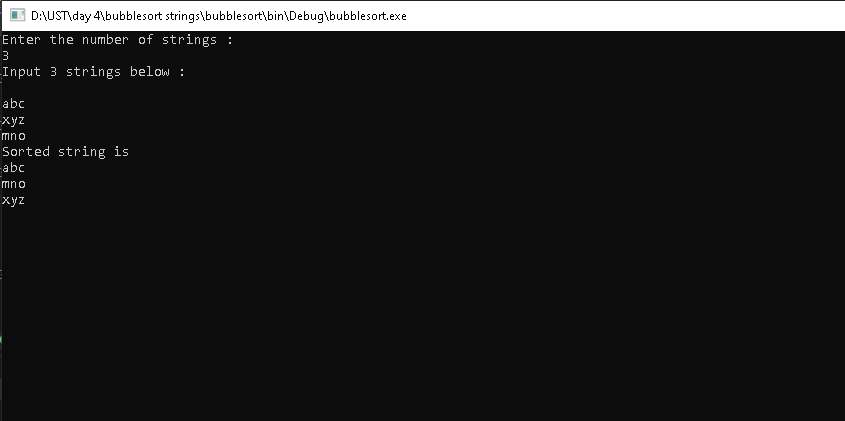 D:\UST\day 4\bubblesort strings\bubblesort\bin\Debug\bubblesort.exe
Enter the number of strings :
3
Input 3 strings below :
abc
xyz
mno
Sorted string is
abc
mno
xyz